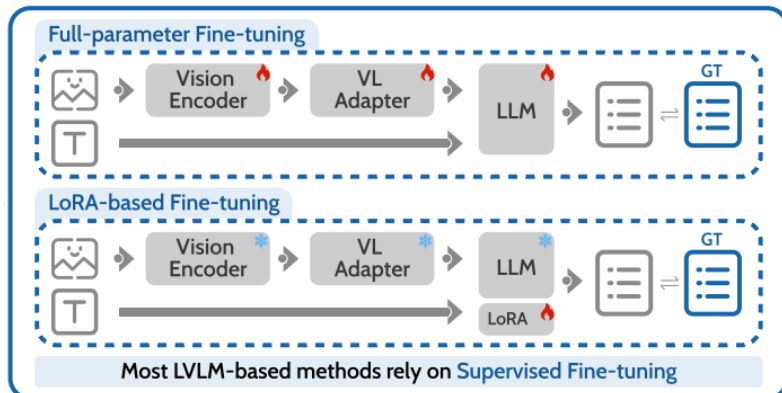 Full-parameter Fine-tuning
Vision
Encoder
VL
Adapter
LLM
GT
T
LoRA-based Fine-tuning
Vision
Encoder
VL
Adapter
LLM
GT
T
LoRA
Most LVLM-based methods rely on Supervised Fine-tuning